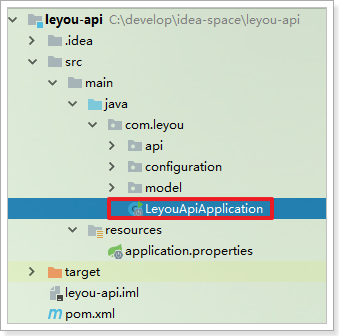 leyou-api C:\develop\idea-space\leyou-api
.idea
src
main
java
com.leyou
api
configuration
model
LeyouApiApplication
resources
application.properties
target
leyou-api.iml
pom.xml